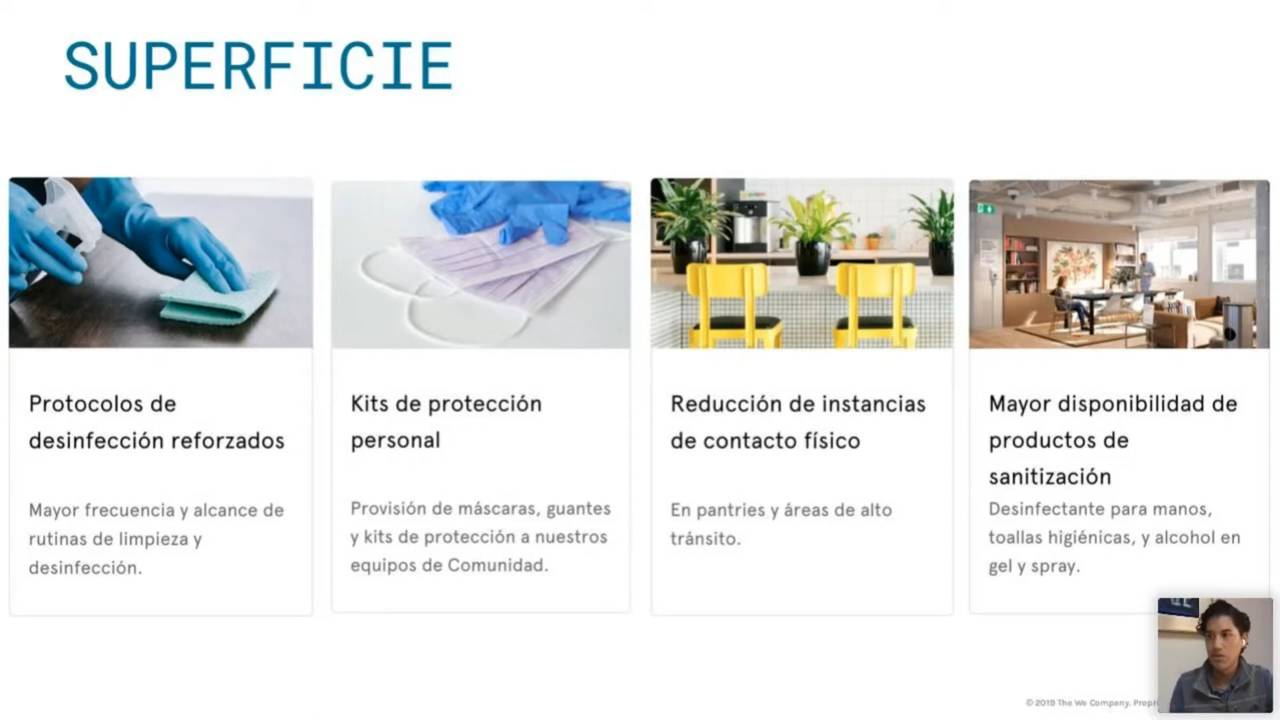 SUPERFICIE
Protocolos de
desinfección reforzados
Mayor frecuencia y alcance de
rutinas de limpieza y
desinfección.
Kits de protección
personal
Provisión de máscaras, guantes
y kits de protección a nuestros
equipos de Comunidad.
Reducción de instancias
de contacto físico
En pantries y áreas de alto
tránsito.
Mayor disponibilidad de
productos de
sanitización
Desinfectante para manos,
toallas higiénicas, y alcohol en
gel y spray.
© 2019 The We Company.